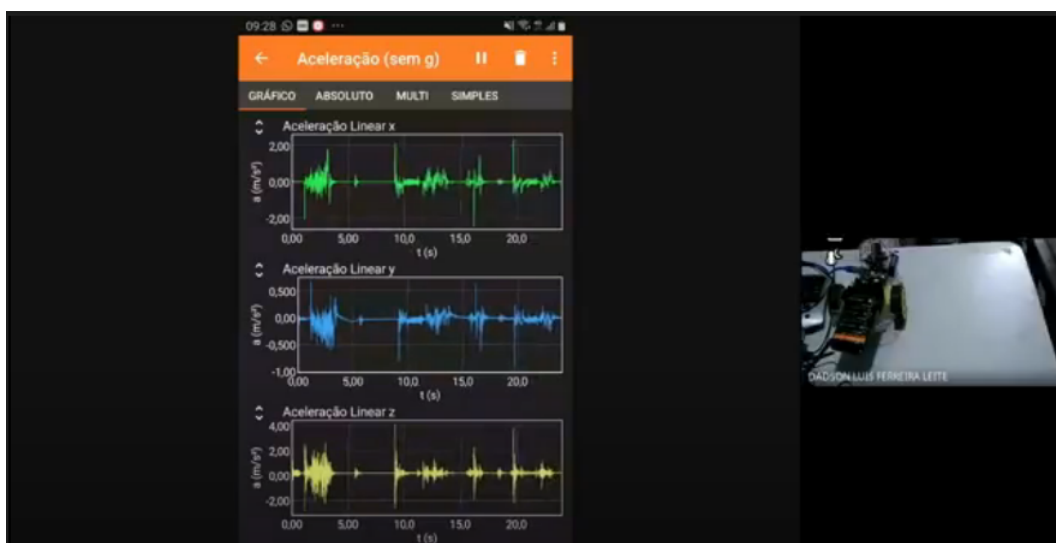 09:28 ...
Aceleração (sem g)
GRÁFICO ABSOLUTO MULTI SIMPLES
Aceleração Linear x
a (m/s²)
2,00
0,00
-2,00
0,00 5,00 10,0 15,0 20,0
t (s)
Aceleração Linear y
a (m/s²)
0,500
0,00
-0,500
-1,00
0,00 5,00 10,0 15,0 20,0
t (s)
Aceleração Linear z
a (m/s²)
4,00
2,00
0,00
-2,00
0,00 5,00 10,0 15,0 20,0
t (s)
DADSON LUIS FERREIRA LEITE